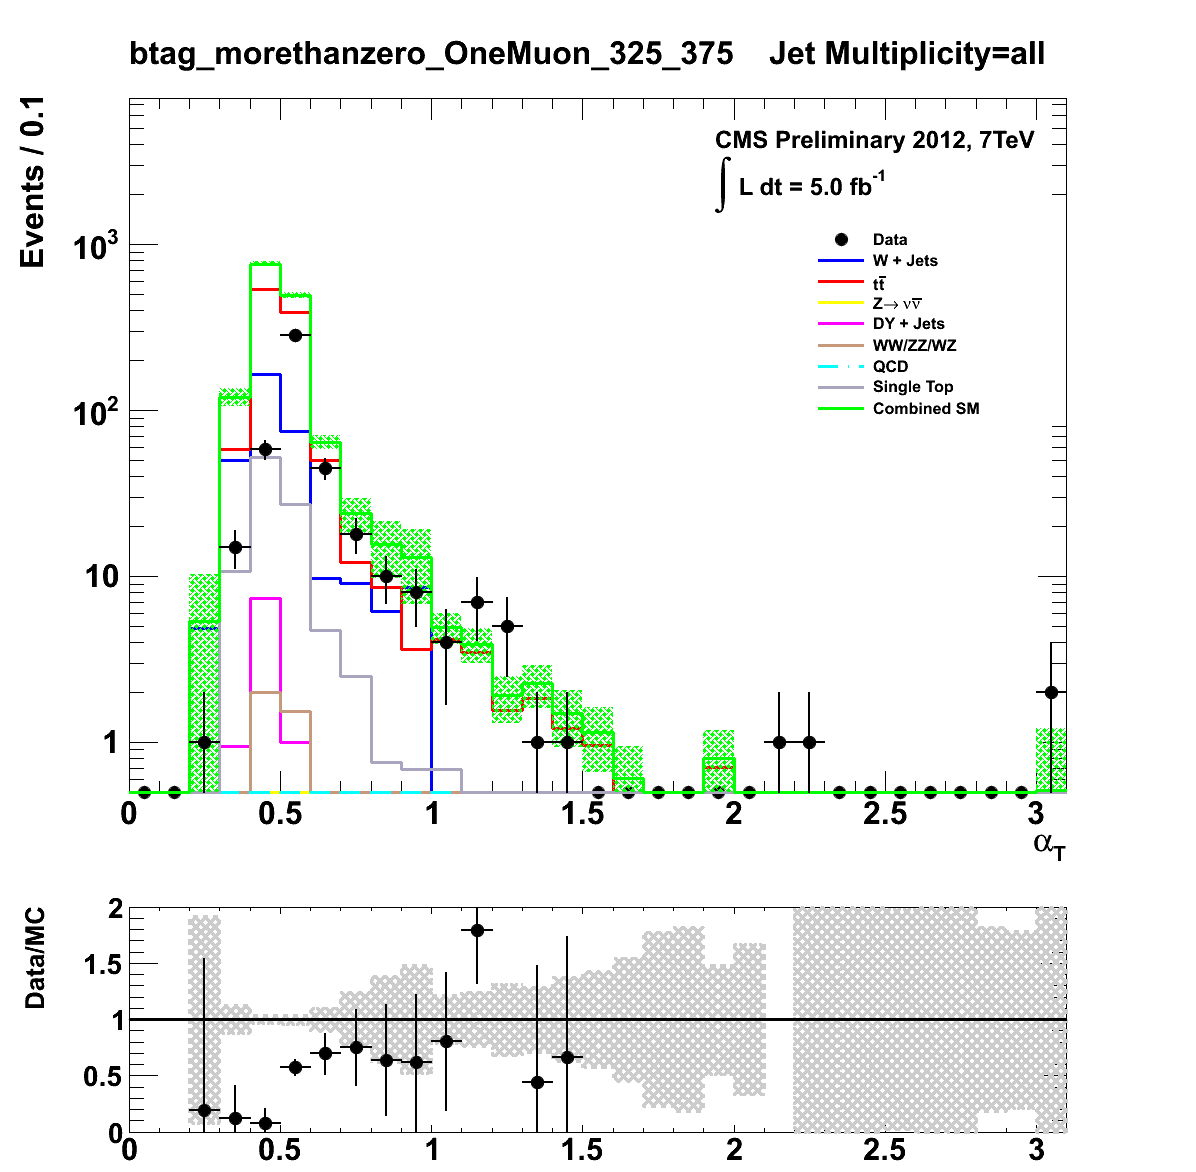 btag_morethanzero_OneMuon_325_375 Jet Multiplicity=all
Events / 0.1
CMS Preliminary 2012, 7TeV
∫ L dt = 5.0 fb⁻¹
Data
W + Jets
tt̅
Z→ νν̅
DY + Jets
WW/ZZ/WZ
QCD
Single Top
Combined SM
10³
10²
10
1
0 0.5 1 1.5 2 2.5 3
α_T
Data/MC
2
1.5
1
0.5
0
0 0.5 1 1.5 2 2.5 3